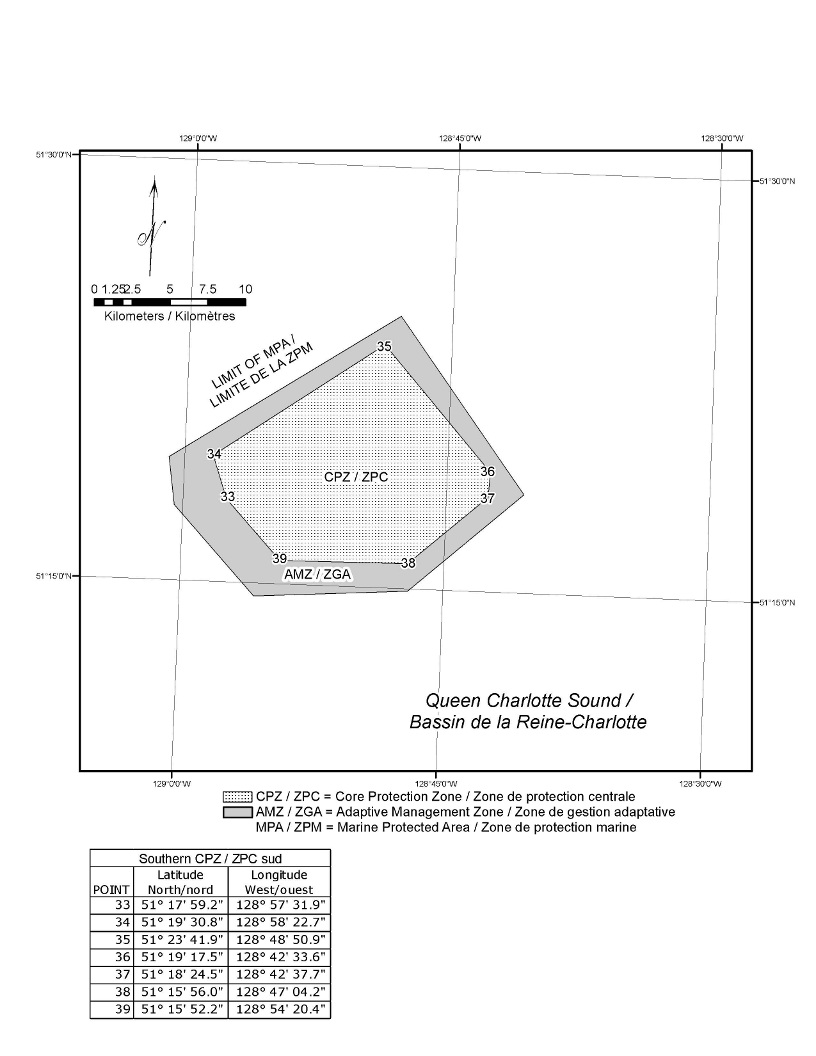 129°0'0"W 128°45'0"W 128°30'0"W
51°30'0"N
51°30'0"N
0 1.25 2.5 5 7.5 10
Kilometers / Kilomètres
LIMIT OF MPA /
LIMITE DE LA ZPM
35
34
36
CPZ / ZPC
33
37
39
38
AMZ / ZGA
51°15'0"N
51°15'0"N
Queen Charlotte Sound /
Bassin de la Reine-Charlotte
129°0'0"W 128°45'0"W 128°30'0"W
CPZ / ZPC = Core Protection Zone / Zone de protection centrale
AMZ / ZGA = Adaptive Management Zone / Zone de gestion adaptative
MPA / ZPM = Marine Protected Area / Zone de protection marine
Southern CPZ / ZPC sud
Latitude Longitude
POINT North/nord West/ouest
33 51° 17' 59.2" 128° 57' 31.9"
34 51° 19' 30.8" 128° 58' 22.7"
35 51° 23' 41.9" 128° 48' 50.9"
36 51° 19' 17.5" 128° 42' 33.6"
37 51° 18' 24.5" 128° 42' 37.7"
38 51° 15' 56.0" 128° 47' 04.2"
39 51° 15' 52.2" 128° 54' 20.4"